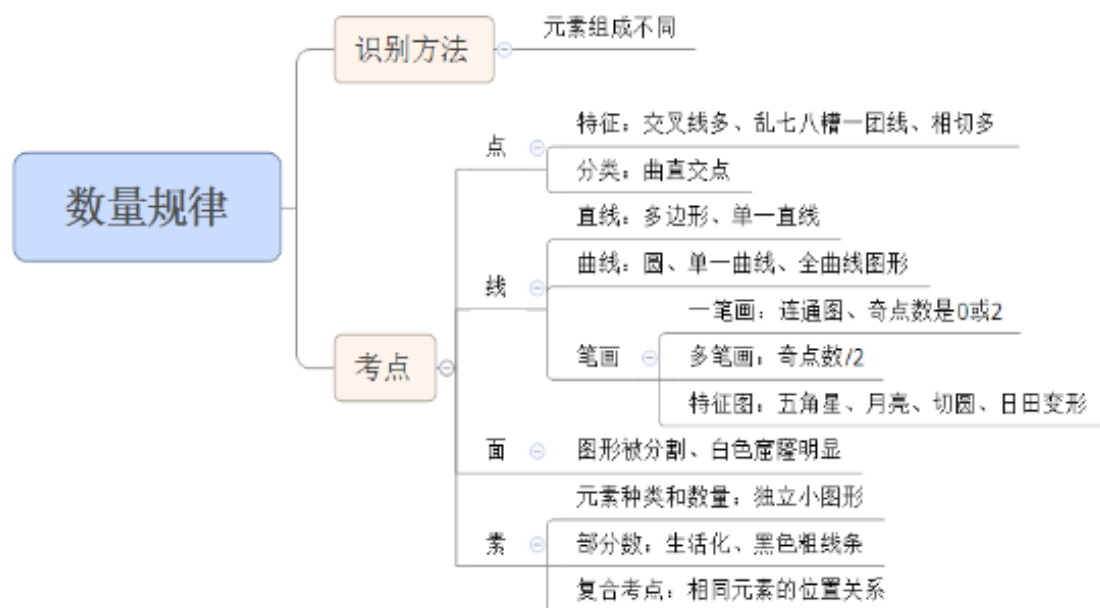 数量规律
识别方法
元素组成不同
考点
点
特征：交叉线多、乱七八糟一团线、相切多
分类：曲直交点
线
直线：多边形、单一直线
曲线：圆、单一曲线、全曲线图形
笔画
一笔画：连通图、奇点数是0或2
多笔画：奇点数/2
特征图：五角星、月亮、切圆、日田变形
面
图形被分割、白色窟窿明显
素
元素种类和数量：独立小图形
部分数：生活化、黑色粗线条
复合考点：相同元素的位置关系